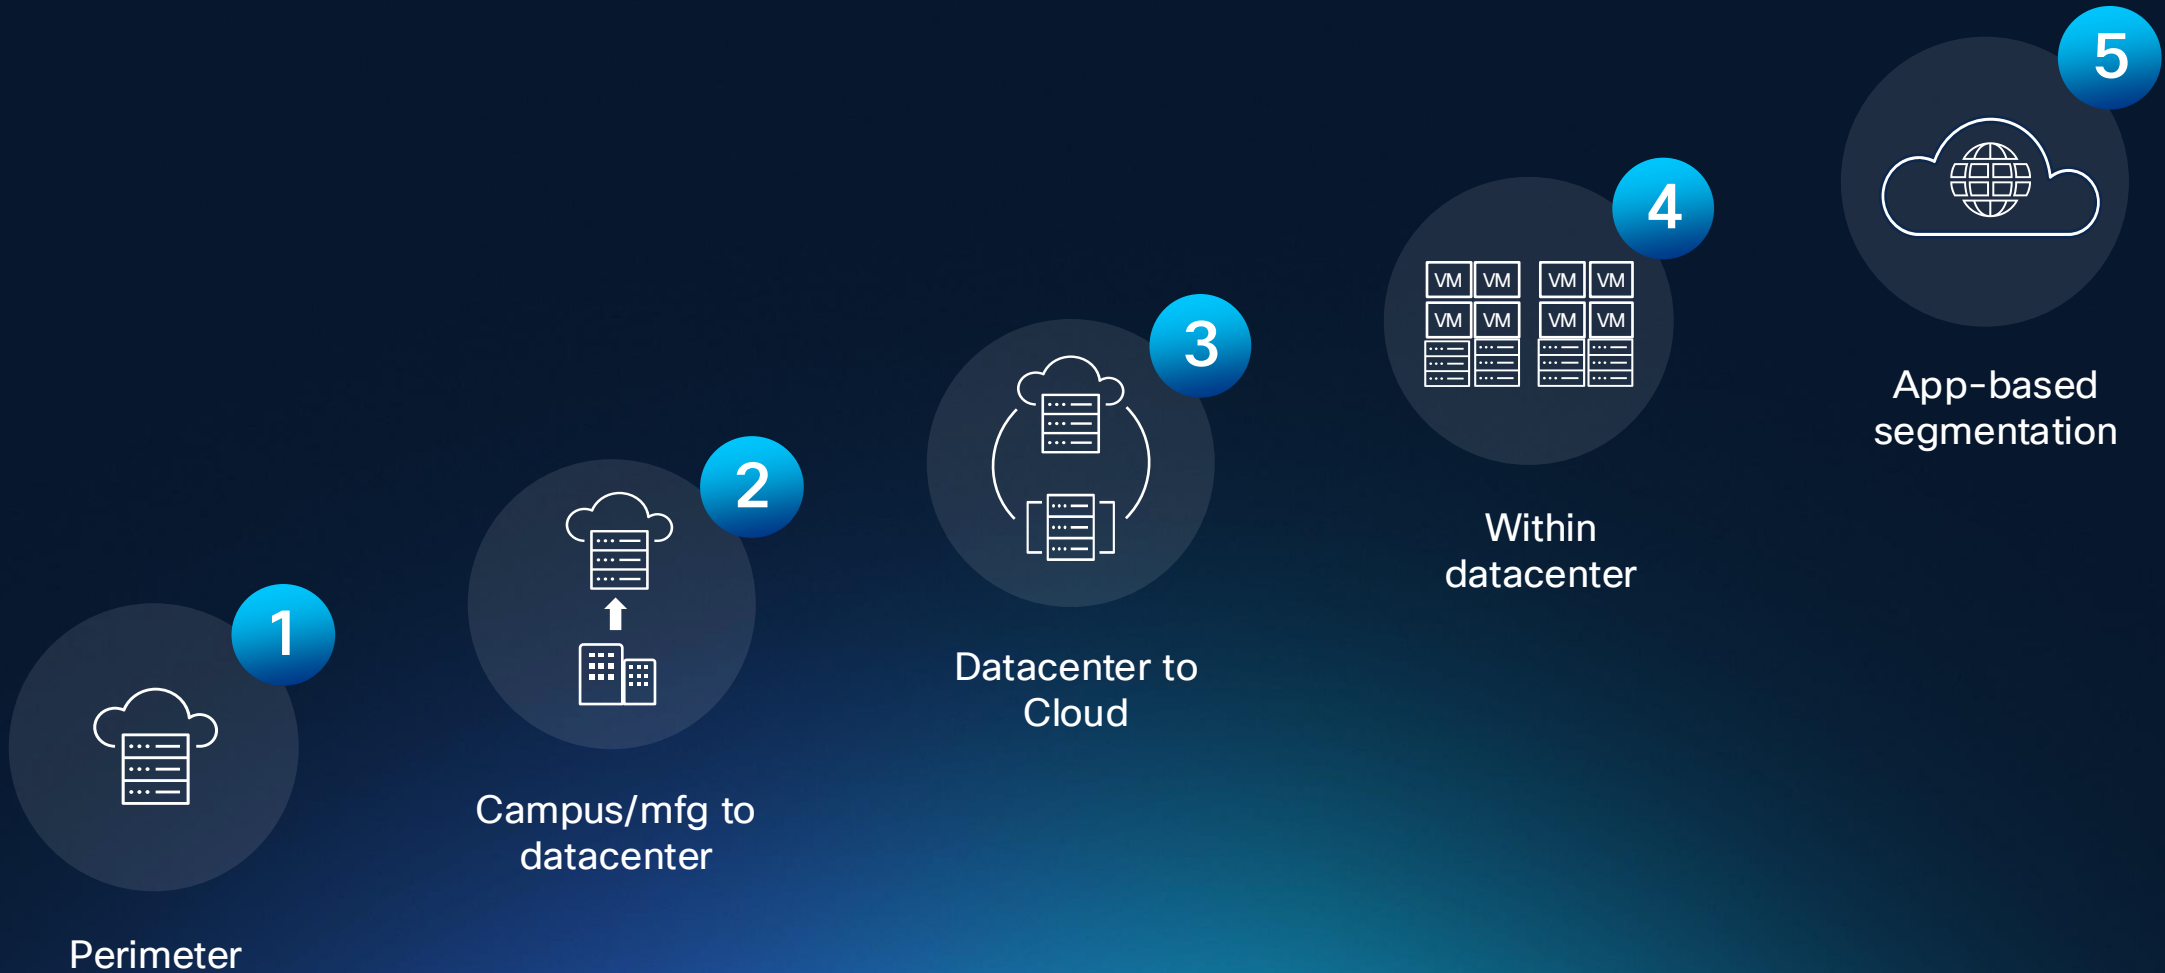 1
Perimeter
2
Campus/mfg to
datacenter
3
Datacenter to
Cloud
4
VM VM VM VM
VM VM VM VM
Within
datacenter
5
App-based
segmentation